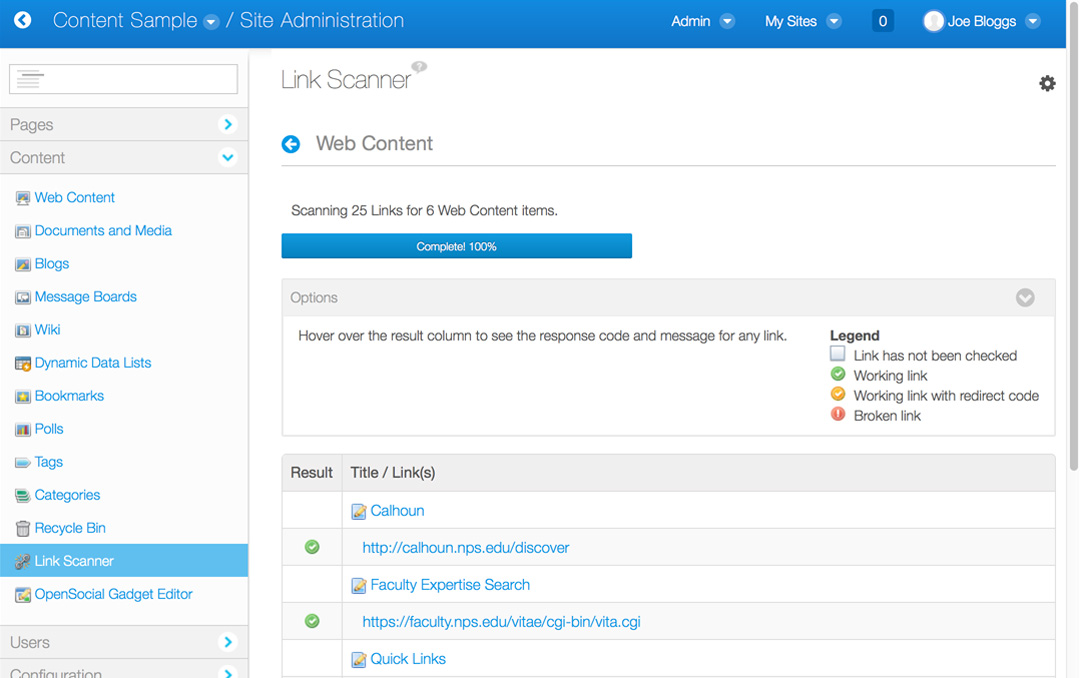 Content Sample / Site Administration
Admin
My Sites
0
Joe Bloggs
Pages
Content
Web Content
Documents and Media
Blogs
Message Boards
Wiki
Dynamic Data Lists
Bookmarks
Polls
Tags
Categories
Recycle Bin
Link Scanner
OpenSocial Gadget Editor
Users
Configuration
Link Scanner ?
Web Content
Scanning 25 Links for 6 Web Content items.
Complete! 100%
Options
Hover over the result column to see the response code and message for any link.
Legend
Link has not been checked
Working link
Working link with redirect code
Broken link
Result Title / Link(s)
Calhoun
http://calhoun.nps.edu/discover
Faculty Expertise Search
https://faculty.nps.edu/vitae/cgi-bin/vita.cgi
Quick Links